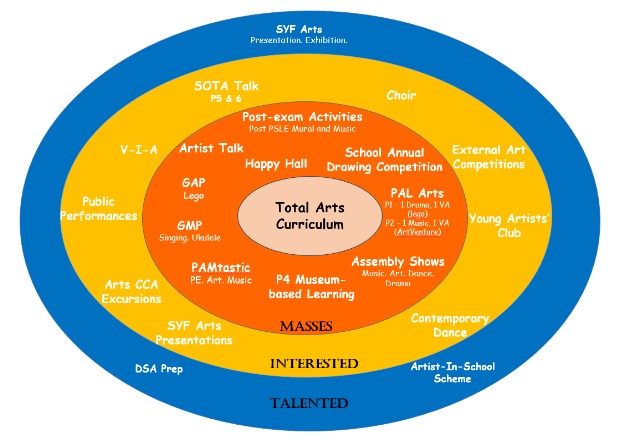 SYF Arts
Presentation. Exhibition.
SOTA Talk
P5 & 6
Choir
Post-exam Activities
Post PSLE Mural and Music
V-I-A
Artist Talk
Happy Hall
School Annual
Drawing Competition
External Art
Competitions
GAP
Lego
PAL Arts
P1 - 1 Drama, 1 VA
(lego)
P2 - 1 Music, 1 VA
(ArtVenture)
Total Arts
Curriculum
Public
Performances
GMP
Singing. Ukulele
Young Artists'
Club
PAMtastic
PE. Art. Music
P4 Museum-
based Learning
Assembly Shows
Music. Art. Dance.
Drama
Arts CCA
Excursions
SYF Arts
Presentations
MASSES
Contemporary
Dance
INTERESTED
DSA Prep
Artist-In-School
Scheme
TALENTED